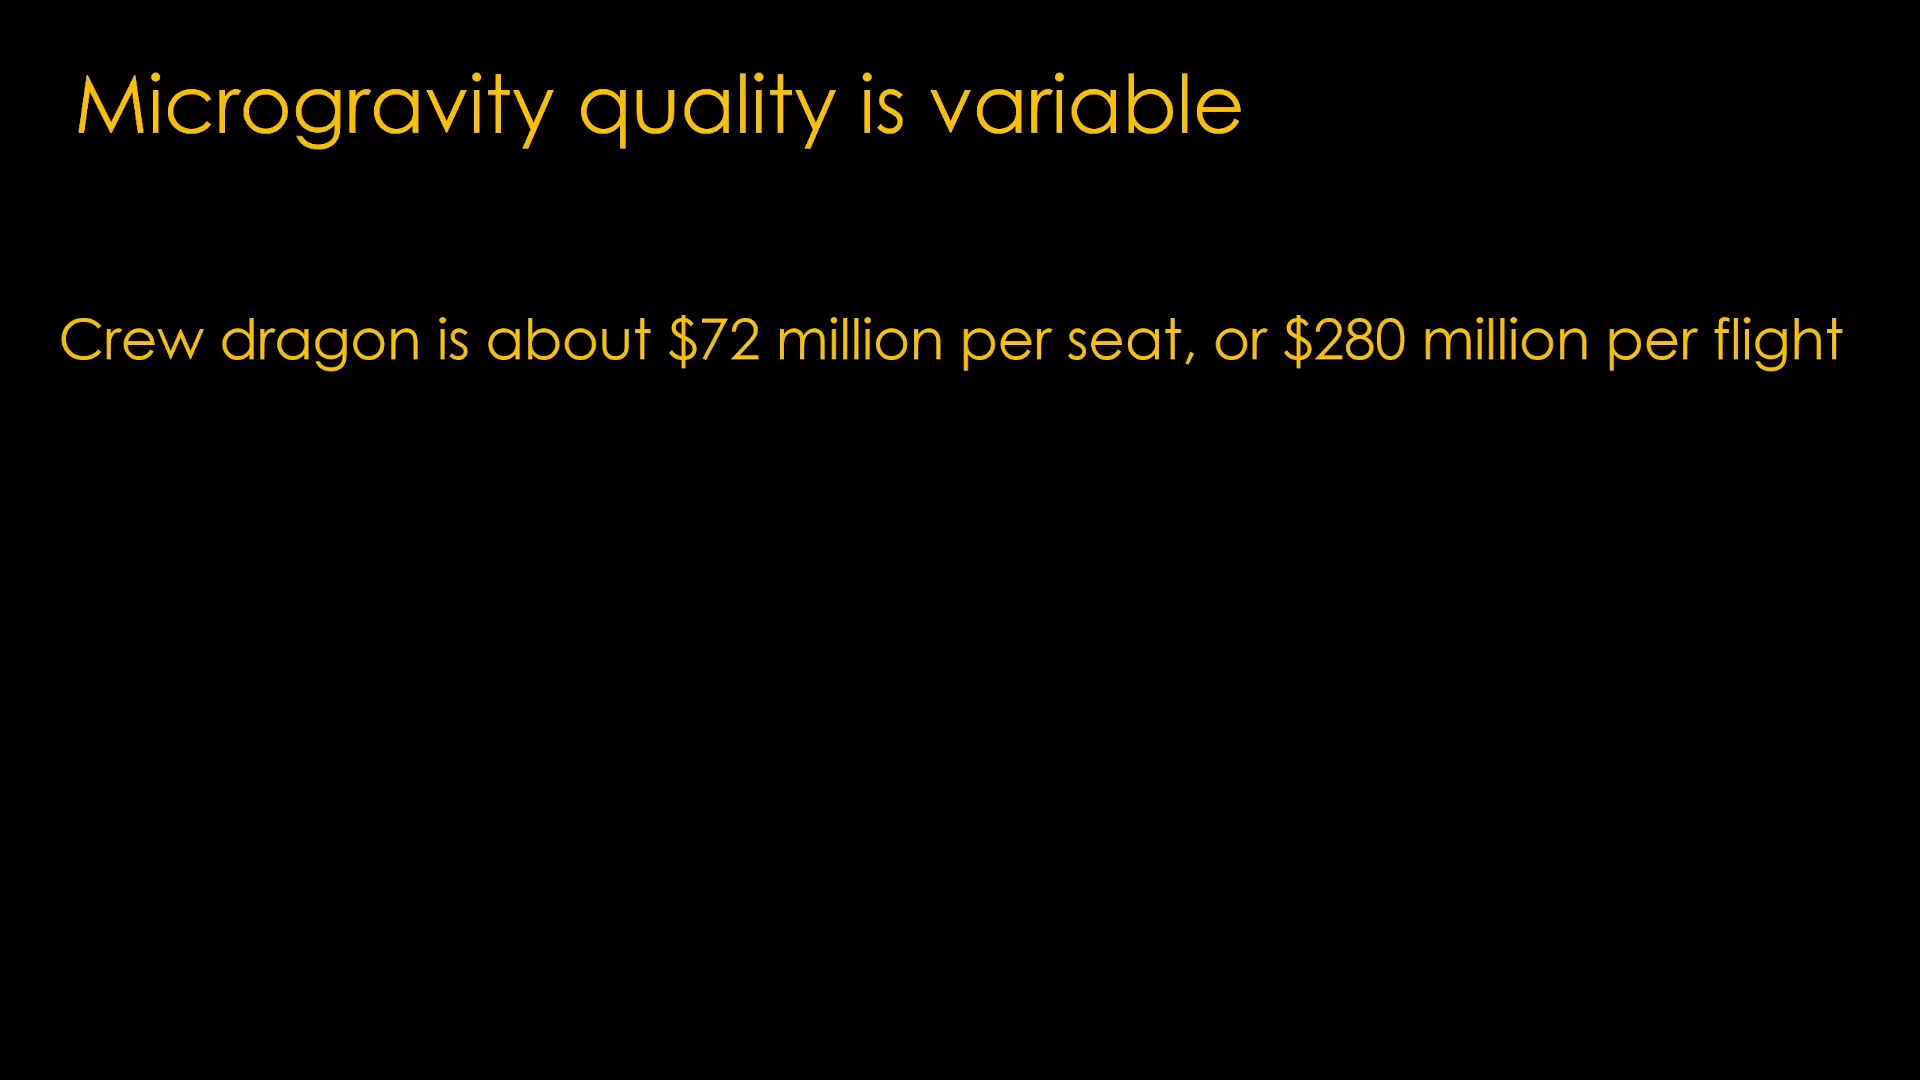 Microgravity quality is variable
Crew dragon is about $72 million per seat, or $280 million per flight